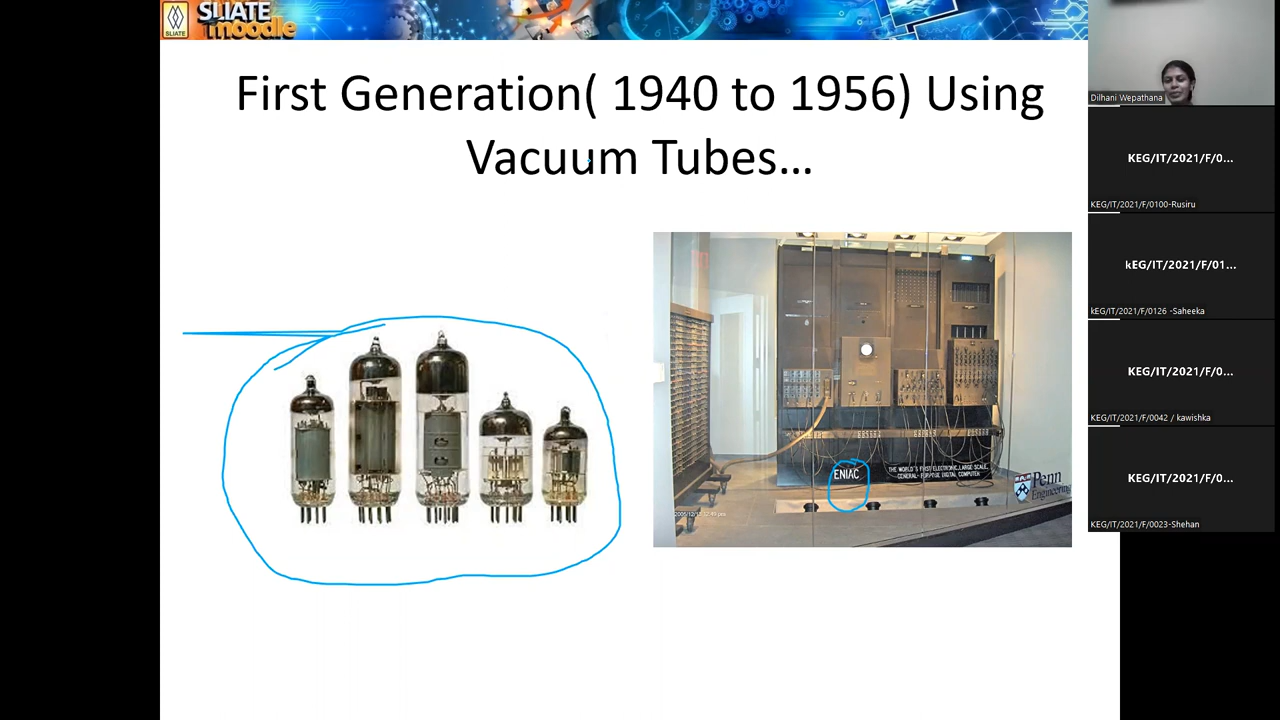 SLIATE
moodle
SLIATE
First Generation( 1940 to 1956) Using
Vacuum Tubes...
ENIAC
THE WORLD'S FIRST ELECTRONIC, LARGE SCALE,
GENERAL-PURPOSE DIGITAL COMPUTER
Penn
Engineering
Dilhani Wepathana
KEG/IT/2021/F/0...
KEG/IT/2021/F/0100-Rusiru
kEG/IT/2021/F/01...
kEG/IT/2021/F/0126 -Saheeka
KEG/IT/2021/F/0...
KEG/IT/2021/F/0042 / kawishka
KEG/IT/2021/F/0...
KEG/IT/2021/F/0023-Shehan